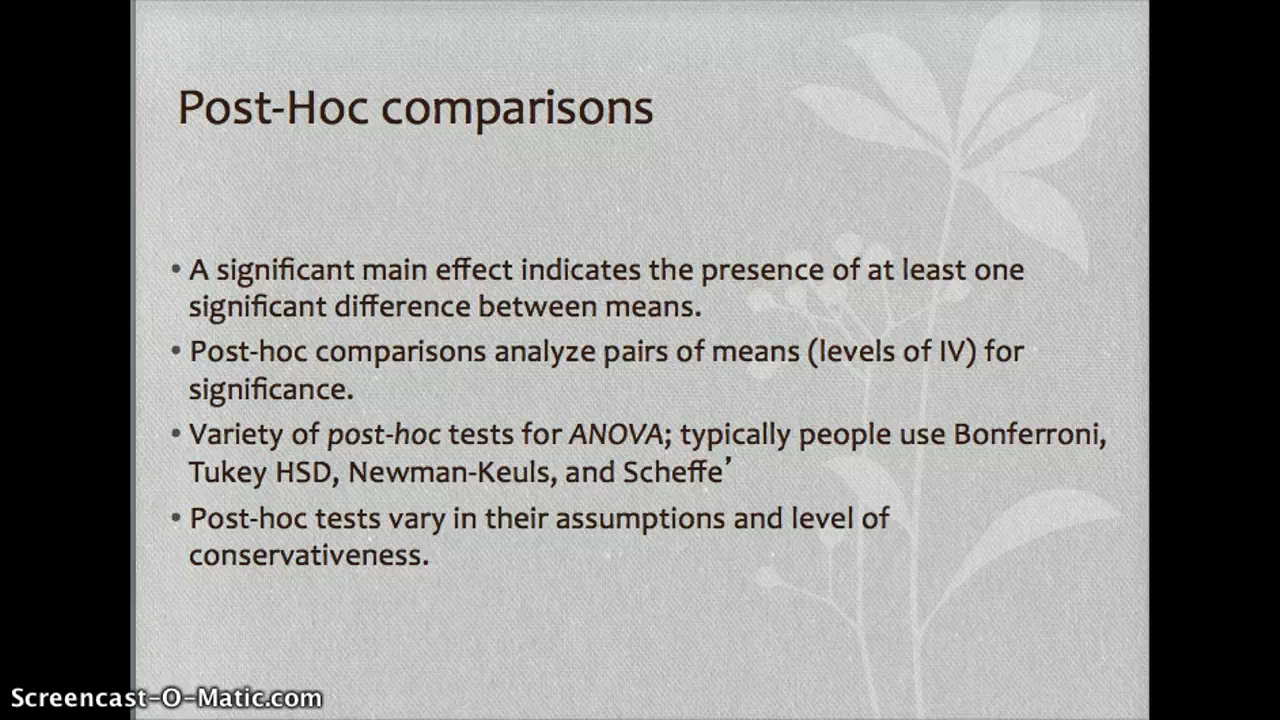 Post-Hoc comparisons
• A significant main effect indicates the presence of at least one
significant difference between means.
• Post-hoc comparisons analyze pairs of means (levels of IV) for
significance.
• Variety of post-hoc tests for ANOVA; typically people use Bonferroni,
Tukey HSD, Newman-Keuls, and Scheffe’
• Post-hoc tests vary in their assumptions and level of
conservativeness.
Screencast-O-Matic.com